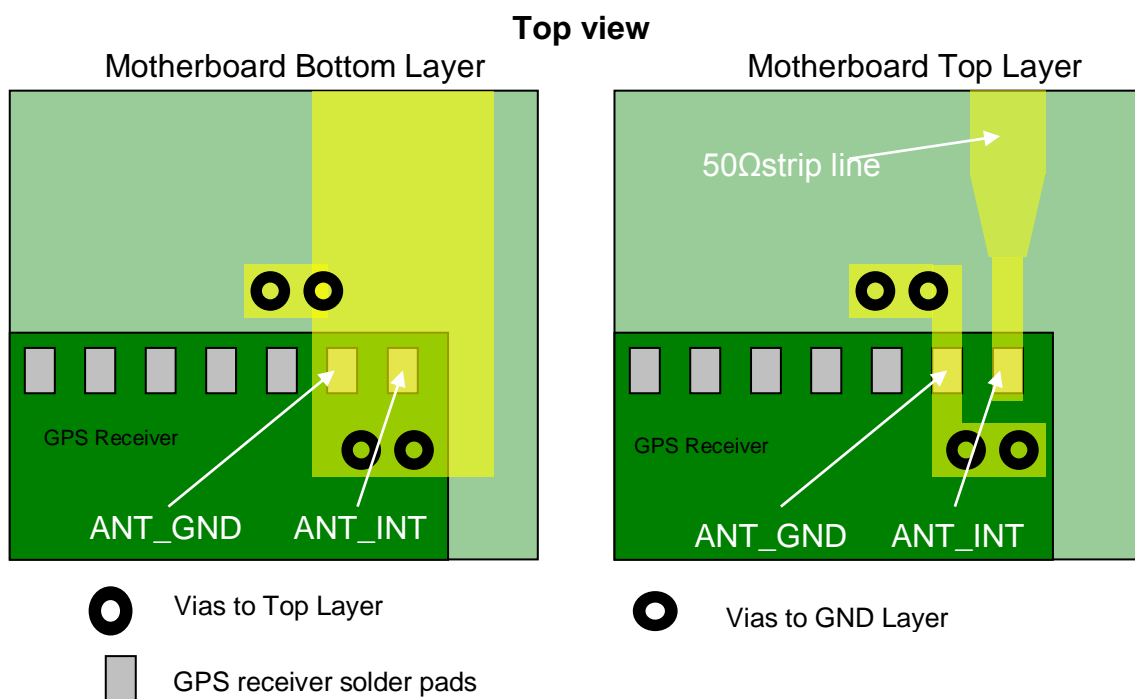 Top view
Motherboard Bottom Layer
Motherboard Top Layer
50Ωstrip line
GPS Receiver
GPS Receiver
ANT_GND
ANT_INT
ANT_GND
ANT_INT
Vias to Top Layer
Vias to GND Layer
GPS receiver solder pads